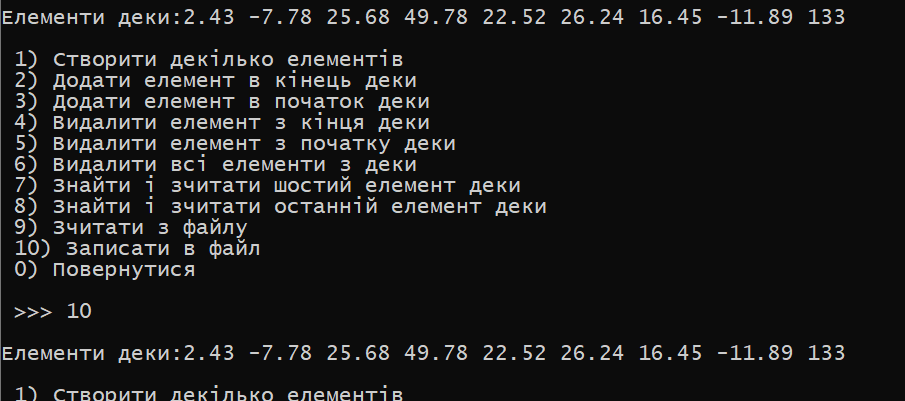 Елементи деки:2.43 -7.78 25.68 49.78 22.52 26.24 16.45 -11.89 133
1) Створити декілько елементів
2) Додати елемент в кінець деки
3) Додати елемент в початок деки
4) Видалити елемент з кінця деки
5) Видалити елемент з початку деки
6) Видалити всі елементи з деки
7) Знайти і зчитати шостий елемент деки
8) Знайти і зчитати останній елемент деки
9) Зчитати з файлу
10) Записати в файл
0) Повернутися
>>> 10
Елементи деки:2.43 -7.78 25.68 49.78 22.52 26.24 16.45 -11.89 133
1) Створити декілько елементів